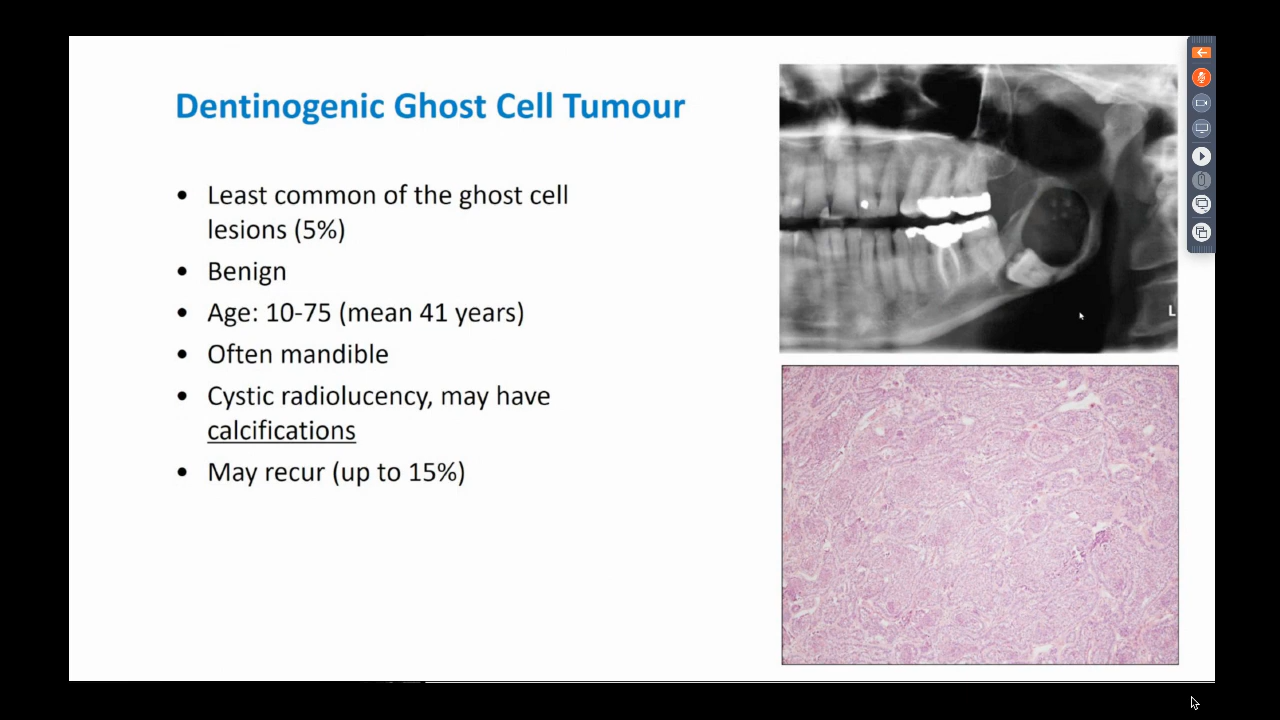 Dentinogenic Ghost Cell Tumour
• Least common of the ghost cell
lesions (5%)
• Benign
• Age: 10-75 (mean 41 years)
• Often mandible
• Cystic radiolucency, may have
calcifications
• May recur (up to 15%)
L